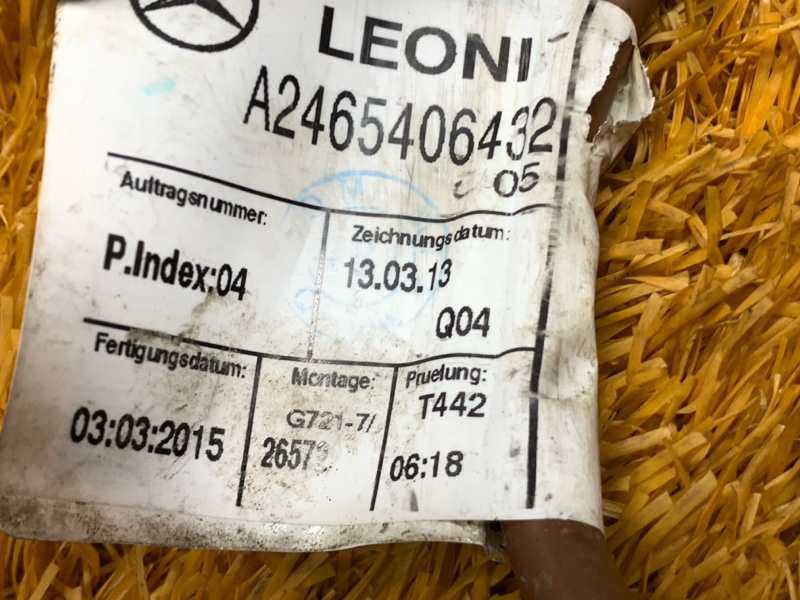 LEONI
A2465406432
05
Auftragsnummer:
P.Index:04
Zeichnungsdatum:
13.03.13
Q04
Fertigungsdatum:
03:03:2015
Montage:
G721-7/
Pruefung:
T442
06:18